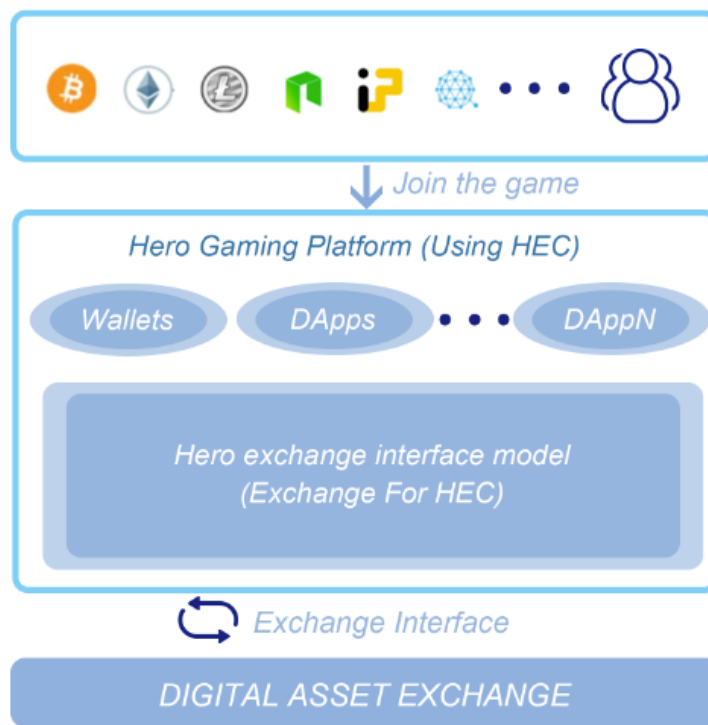 Join the game
Hero Gaming Platform (Using HEC)
Wallets DApps DAppN
Hero exchange interface model
(Exchange For HEC)
Exchange Interface
DIGITAL ASSET EXCHANGE